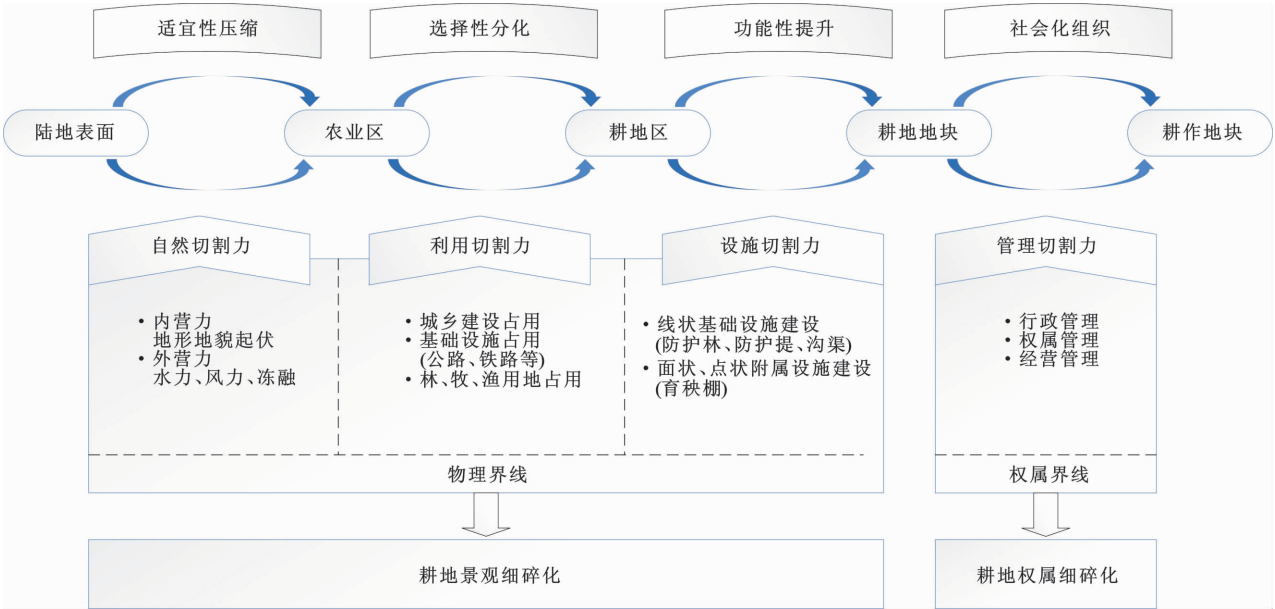 适宜性压缩
选择性分化
功能性提升
社会化组织
陆地表面
农业区
耕地区
耕地地块
耕作地块
自然切割力
利用切割力
设施切割力
管理切割力
• 内营力
地形地貌起伏
• 外营力
水力、风力、冻融
• 城乡建设占用
• 基础设施占用
(公路、铁路等)
• 林、牧、渔用地占用
• 线状基础设施建设
(防护林、防护提、沟渠)
• 面状、点状附属设施建设
(育秧棚)
• 行政管理
• 权属管理
• 经营管理
物理界线
权属界线
耕地景观细碎化
耕地权属细碎化